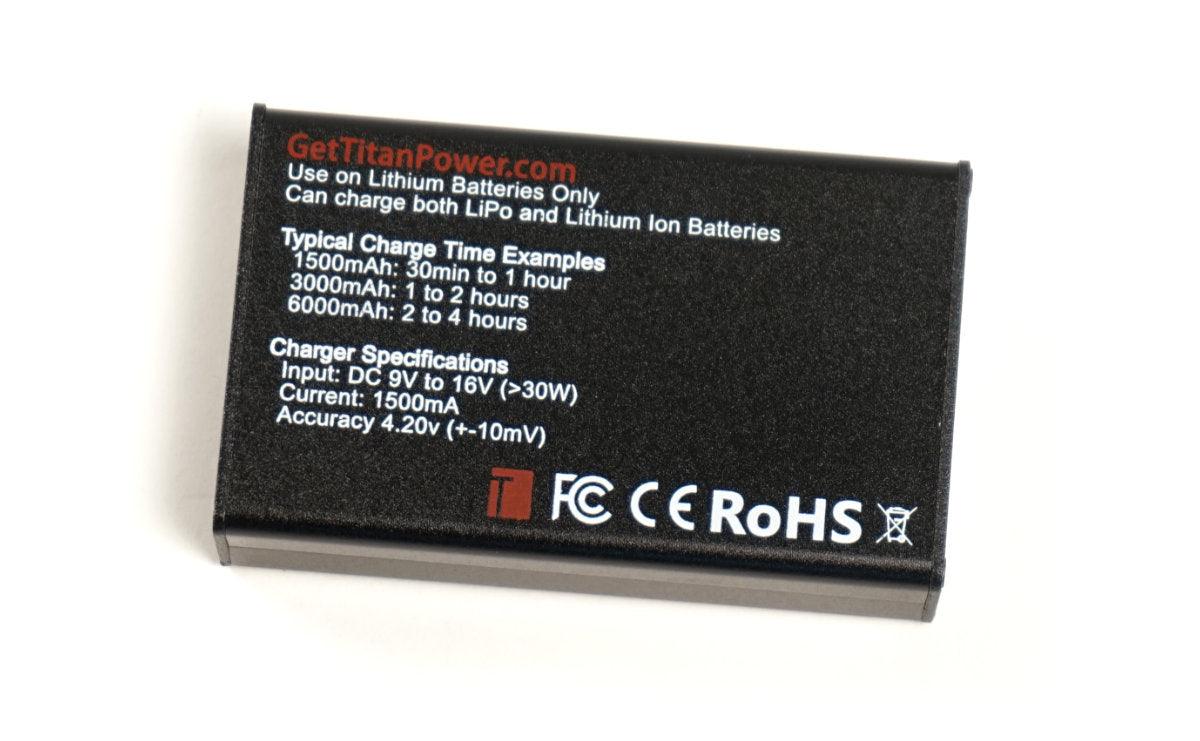 GetTitanPower.com
Use on Lithium Batteries Only
Can charge both LiPo and Lithium Ion Batteries
Typical Charge Time Examples
1500mAh: 30min to 1 hour
3000mAh: 1 to 2 hours
6000mAh: 2 to 4 hours
Charger Specifications
Input: DC 9V to 16V (>30W)
Current: 1500mA
Accuracy 4.20v (+-10mV)
T FC CE RoHS